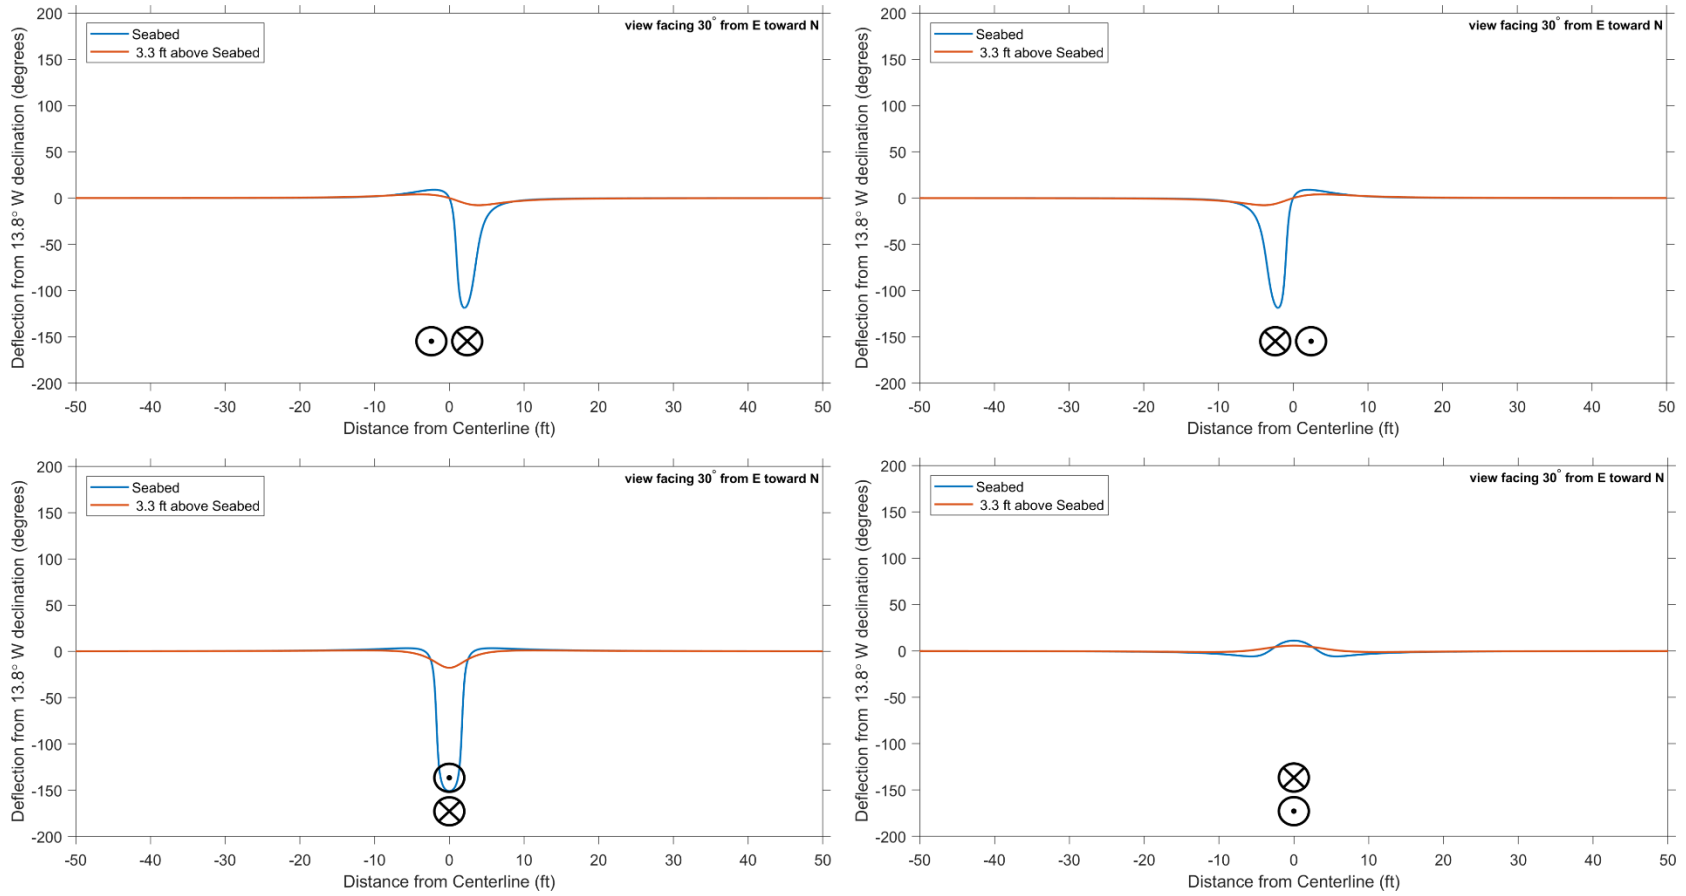 200
150
100
50
0
-50
-100
-150
-200
Deflection from 13.8° W declination (degrees)
Seabed
3.3 ft above Seabed
view facing 30° from E toward N
-50 -40 -30 -20 -10 0 10 20 30 40 50
Distance from Centerline (ft)
200
150
100
50
0
-50
-100
-150
-200
Deflection from 13.8° W declination (degrees)
Seabed
3.3 ft above Seabed
view facing 30° from E toward N
-50 -40 -30 -20 -10 0 10 20 30 40 50
Distance from Centerline (ft)
200
150
100
50
0
-50
-100
-150
-200
Deflection from 13.8° W declination (degrees)
Seabed
3.3 ft above Seabed
view facing 30° from E toward N
-50 -40 -30 -20 -10 0 10 20 30 40 50
Distance from Centerline (ft)
200
150
100
50
0
-50
-100
-150
-200
Deflection from 13.8° W declination (degrees)
Seabed
3.3 ft above Seabed
view facing 30° from E toward N
-50 -40 -30 -20 -10 0 10 20 30 40 50
Distance from Centerline (ft)